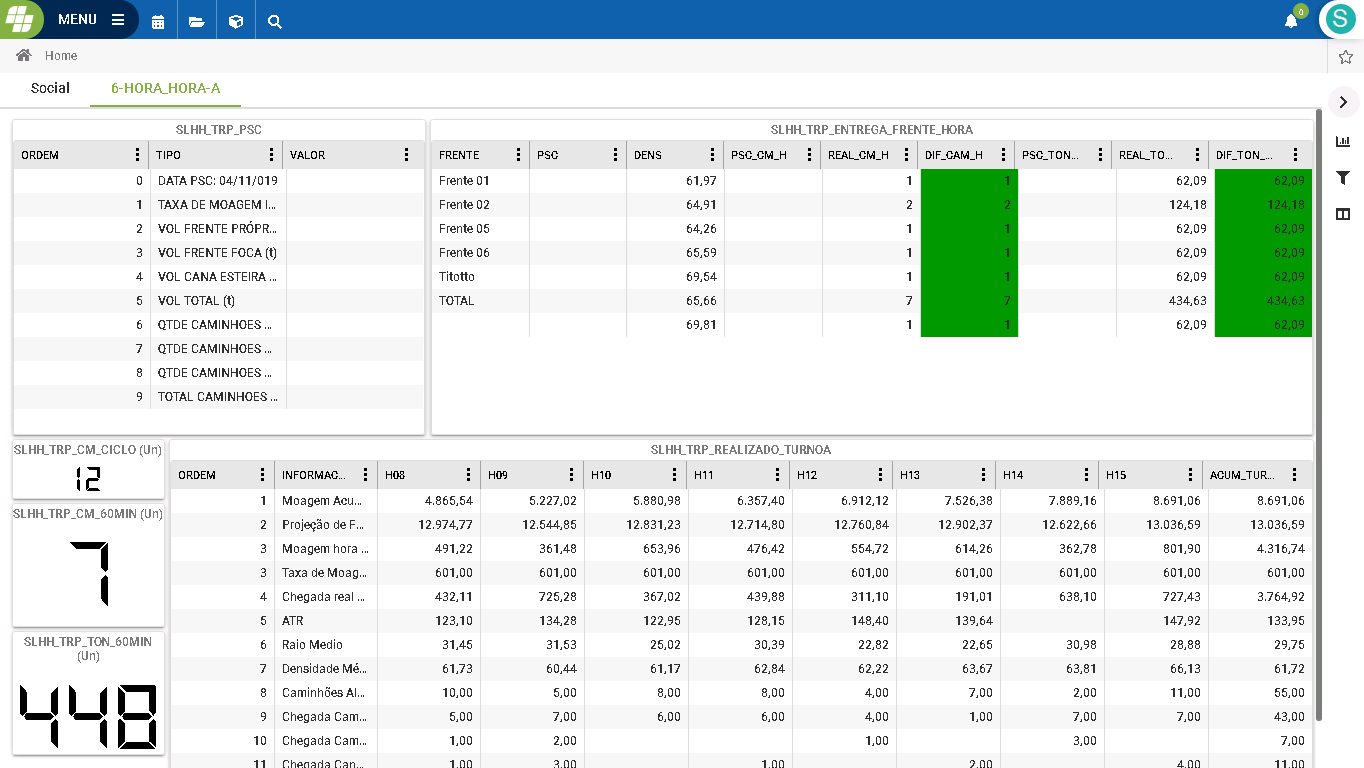 MENU
0
S
Home
Social 6-HORA_HORA-A
SLHH_TRP_PSC
ORDEM TIPO VALOR
0 DATA PSC: 04/11/019
1 TAXA DE MOAGEM I...
2 VOL FRENTE PRÓPR...
3 VOL FRENTE FOCA (t)
4 VOL CANA ESTEIRA ...
5 VOL TOTAL (t)
6 QTDE CAMINHOES ...
7 QTDE CAMINHOES ...
8 QTDE CAMINHOES ...
9 TOTAL CAMINHOES ...
SLHH_TRP_ENTREGA_FRENTE_HORA
FRENTE PSC DENS PSC_CM_H REAL_CM_H DIF_CAM_H PSC_TON... REAL_TO... DIF_TON_...
Frente 01 61,97 1 1 62,09 62,09
Frente 02 64,91 2 2 124,18 124,18
Frente 05 64,26 1 1 62,09 62,09
Frente 06 65,59 1 1 62,09 62,09
Titotto 69,54 1 1 62,09 62,09
TOTAL 65,66 7 7 434,63 434,63
69,81 1 1 62,09 62,09
SLHH_TRP_CM_CICLO (Un)
12
SLHH_TRP_CM_60MIN (Un)
7
SLHH_TRP_TON_60MIN
(Un)
448
SLHH_TRP_REALIZADO_TURNOA
ORDEM INFORMAC... H08 H09 H10 H11 H12 H13 H14 H15 ACUM_TUR...
1 Moagem Acu... 4.865,54 5.227,02 5.880,98 6.357,40 6.912,12 7.526,38 7.889,16 8.691,06 8.691,06
2 Projeção de F... 12.974,77 12.544,85 12.831,23 12.714,80 12.760,84 12.902,37 12.622,66 13.036,59 13.036,59
3 Moagem hora ... 491,22 361,48 653,96 476,42 554,72 614,26 362,78 801,90 4.316,74
3 Taxa de Moag... 601,00 601,00 601,00 601,00 601,00 601,00 601,00 601,00 601,00
4 Chegada real ... 432,11 725,28 367,02 439,88 311,10 191,01 638,10 727,43 3.764,92
5 ATR 123,10 134,28 122,95 128,15 148,40 139,64 147,92 133,95
6 Raio Medio 31,45 31,53 25,02 30,39 22,82 22,65 30,98 28,88 29,75
7 Densidade Mé... 61,73 60,44 61,17 62,84 62,22 63,67 63,81 66,13 61,72
8 Caminhões Al... 10,00 5,00 8,00 8,00 4,00 7,00 2,00 11,00 55,00
9 Chegada Cam... 5,00 7,00 6,00 6,00 4,00 1,00 7,00 7,00 43,00
10 Chegada Cam... 1,00 2,00 1,00 3,00 7,00
11 Chegada Can... 1,00 3,00 1,00 2,00 4,00 11,00